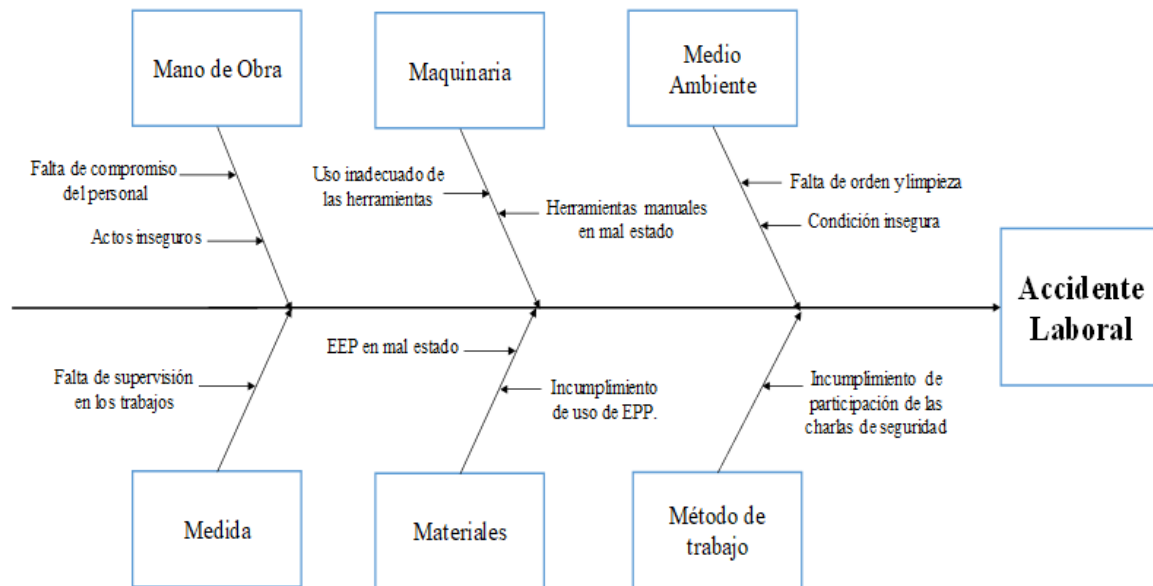 Mano de Obra
Maquinaria
Medio
Ambiente
Falta de compromiso
del personal
Actos inseguros
Uso inadecuado de
las herramientas
Herramientas manuales
en mal estado
Falta de orden y limpieza
Condición insegura
Accidente
Laboral
Falta de supervisión
en los trabajos
EEP en mal estado
Incumplimiento
de uso de EPP.
Incumplimiento de
participación de las
charlas de seguridad
Medida
Materiales
Método de
trabajo